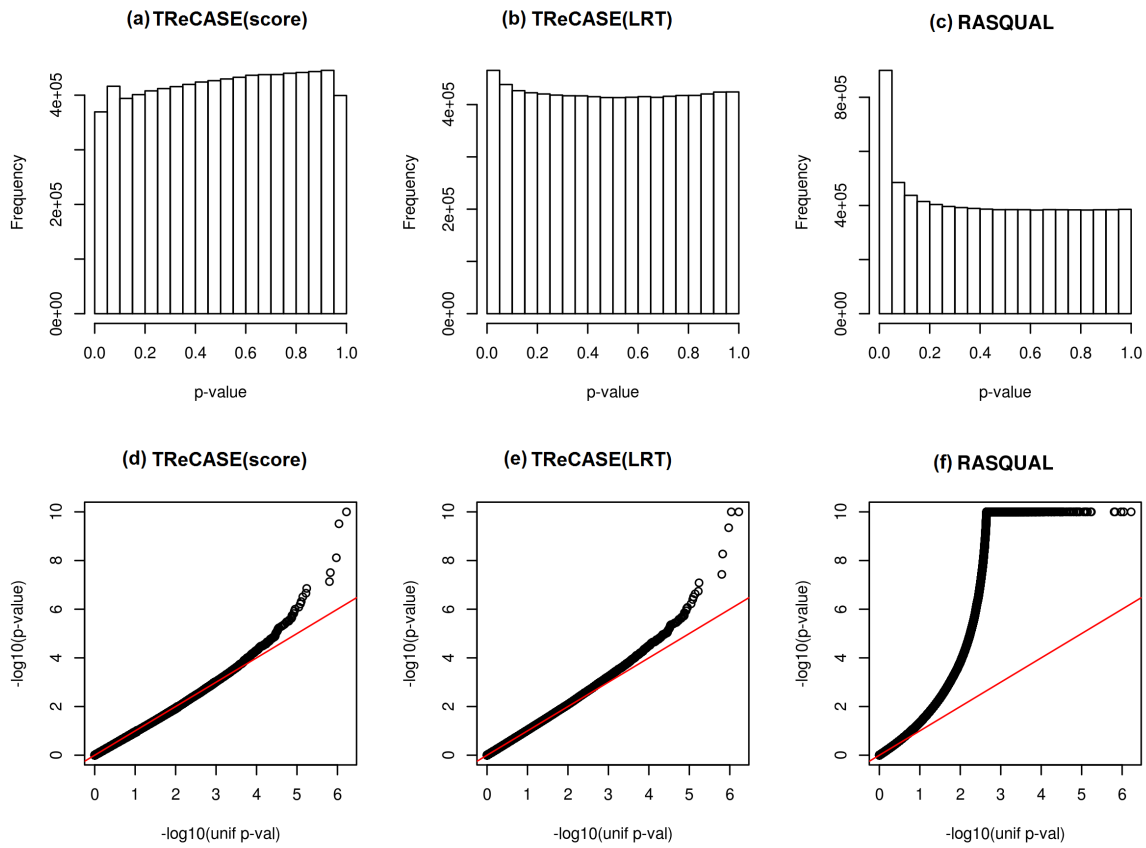 (a) TReCASE(score)
(b) TReCASE(LRT)
(c) RASQUAL
Frequency
0e+00
2e+05
4e+05
0.0 0.2 0.4 0.6 0.8 1.0
p-value
Frequency
0e+00
2e+05
4e+05
0.0 0.2 0.4 0.6 0.8 1.0
p-value
Frequency
0e+00
4e+05
8e+05
0.0 0.2 0.4 0.6 0.8 1.0
p-value
(d) TReCASE(score)
(e) TReCASE(LRT)
(f) RASQUAL
-log10(p-value)
10
8
6
4
2
0
0 1 2 3 4 5 6
-log10(unif p-val)
-log10(p-value)
10
8
6
4
2
0
0 1 2 3 4 5 6
-log10(unif p-val)
-log10(p-value)
10
8
6
4
2
0
0 1 2 3 4 5 6
-log10(unif p-val)